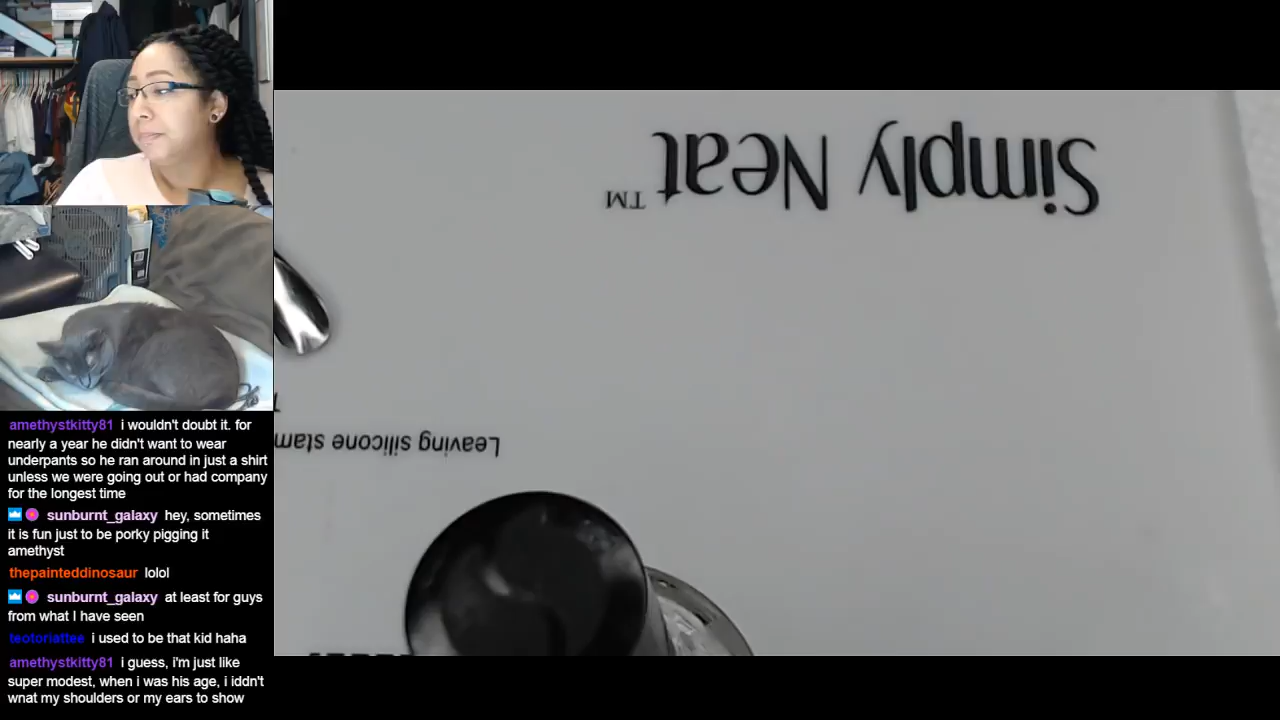 Simply Neat™
Leaving silicone stam
amethystkitty81 i wouldn't doubt it. for
nearly a year he didn't want to wear
underpants so he ran around in just a shirt
unless we were going out or had company
for the longest time
sunburnt_galaxy hey, sometimes
it is fun just to be porky pigging it
amethyst
thepainteddinosaur lolol
sunburnt_galaxy at least for guys
from what I have seen
teotoriattee i used to be that kid haha
amethystkitty81 i guess, i'm just like
super modest, when i was his age, i iddn't
wnat my shoulders or my ears to show